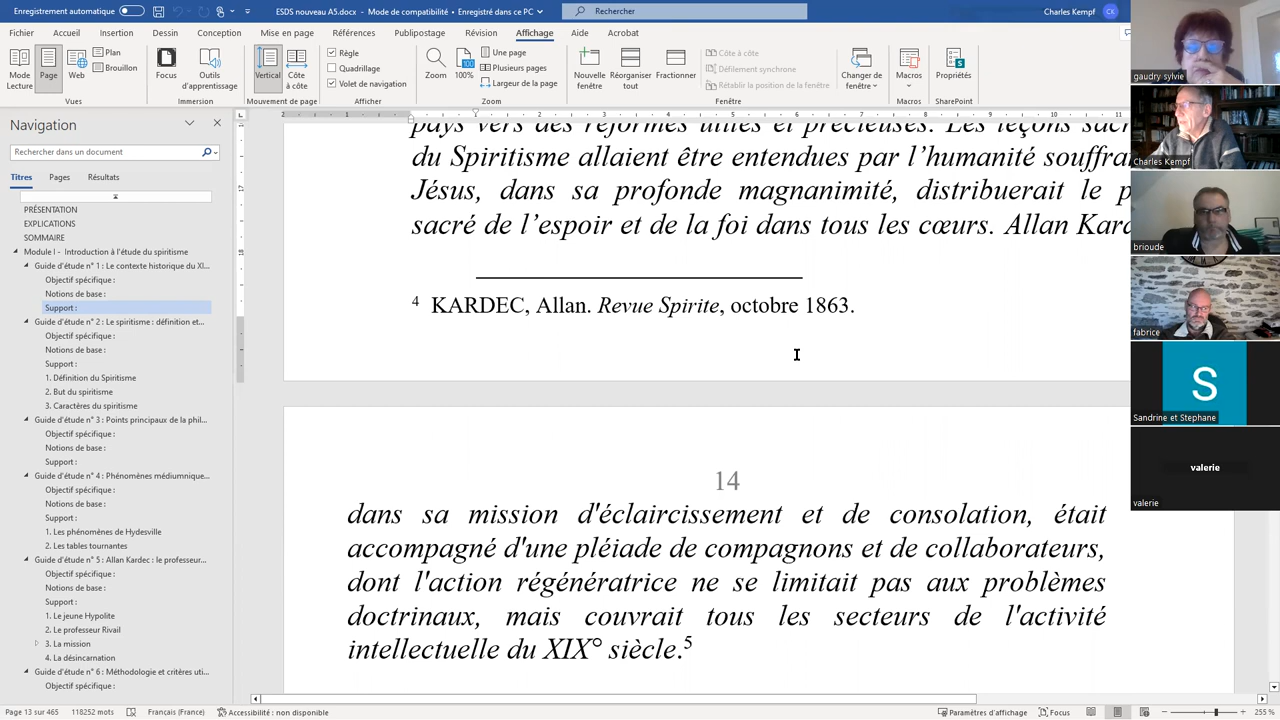 Enregistrement automatique
ESDS nouveau A5.docx - Mode de compatibilité • Enregistré dans ce PC
Rechercher
Charles Kempf
CK
Fichier Accueil Insertion Dessin Conception Mise en page Références Publipostage Révision Affichage Aide Acrobat
Mode Lecture
Page
Web
Plan
Brouillon
Vues
Focus
Outils d'apprentissage
Immersion
Vertical
Côte à côte
Mouvement de page
Règle
Quadrillage
Volet de navigation
Afficher
Zoom
100%
Une page
Plusieurs pages
Largeur de la page
Zoom
Nouvelle fenêtre
Réorganiser tout
Fractionner
Côte à côte
Défilement synchrone
Rétablir la position de la fenêtre
Changer de fenêtre
Fenêtre
Macros
Macros
Propriétés
SharePoint
Navigation
Rechercher dans un document
Titres Pages Résultats
PRÉSENTATION
EXPLICATIONS
SOMMAIRE
Module I - Introduction à l'étude du spiritisme
Guide d'étude n° 1 : Le contexte historique du XI...
Objectif spécifique :
Notions de base :
Support :
Guide d'étude n° 2 : Le spiritisme : définition et...
Objectif spécifique :
Notions de base :
Support :
1. Définition du Spiritisme
2. But du spiritisme
3. Caractères du spiritisme
Guide d'étude n° 3 : Points principaux de la phil...
Objectif spécifique :
Notions de base :
Support :
Guide d'étude n° 4 : Phénomènes médiumnique...
Objectif spécifique :
Notions de base :
Support :
1. Les phénomènes de Hydesville
2. Les tables tournantes
Guide d'étude n° 5 : Allan Kardec : le professeur...
Objectif spécifique :
Notions de base :
Support :
1. Le jeune Hypolite
2. Le professeur Rivail
3. La mission
4. La désincarnation
Guide d'étude n° 6 : Méthodologie et critères uti...
Objectif spécifique :
pays vers des réformes utiles et précieuses. Les leçons sacr
du Spiritisme allaient être entendues par l’humanité souffra
Jésus, dans sa profonde magnanimité, distribuerait le p
sacré de l’espoir et de la foi dans tous les cœurs. Allan Kard
4 KARDEC, Allan. Revue Spirite, octobre 1863.
14
dans sa mission d'éclaircissement et de consolation, était
accompagné d'une pléiade de compagnons et de collaborateurs,
dont l'action régénératrice ne se limitait pas aux problèmes
doctrinaux, mais couvrait tous les secteurs de l'activité
intellectuelle du XIX° siècle.5
gaudry sylvie
Charles Kempf
brioude
fabrice
S
Sandrine et Stephane
valerie
valerie
Page 13 sur 465 118252 mots Français (France) Accessibilité : non disponible
Paramètres d'affichage Focus 255 %